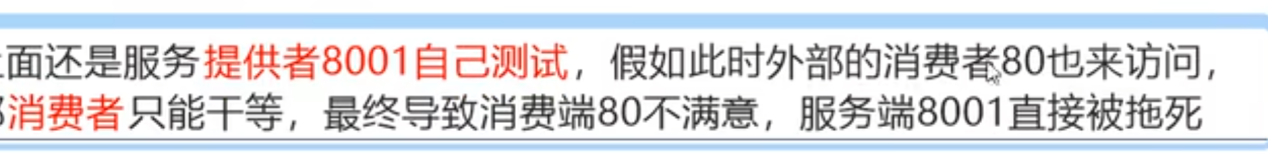 面还是服务提供者8001自己测试，假如此时外部的消费者80也来访问，
消费者只能干等，最终导致消费端80不满意，服务端8001直接被拖死